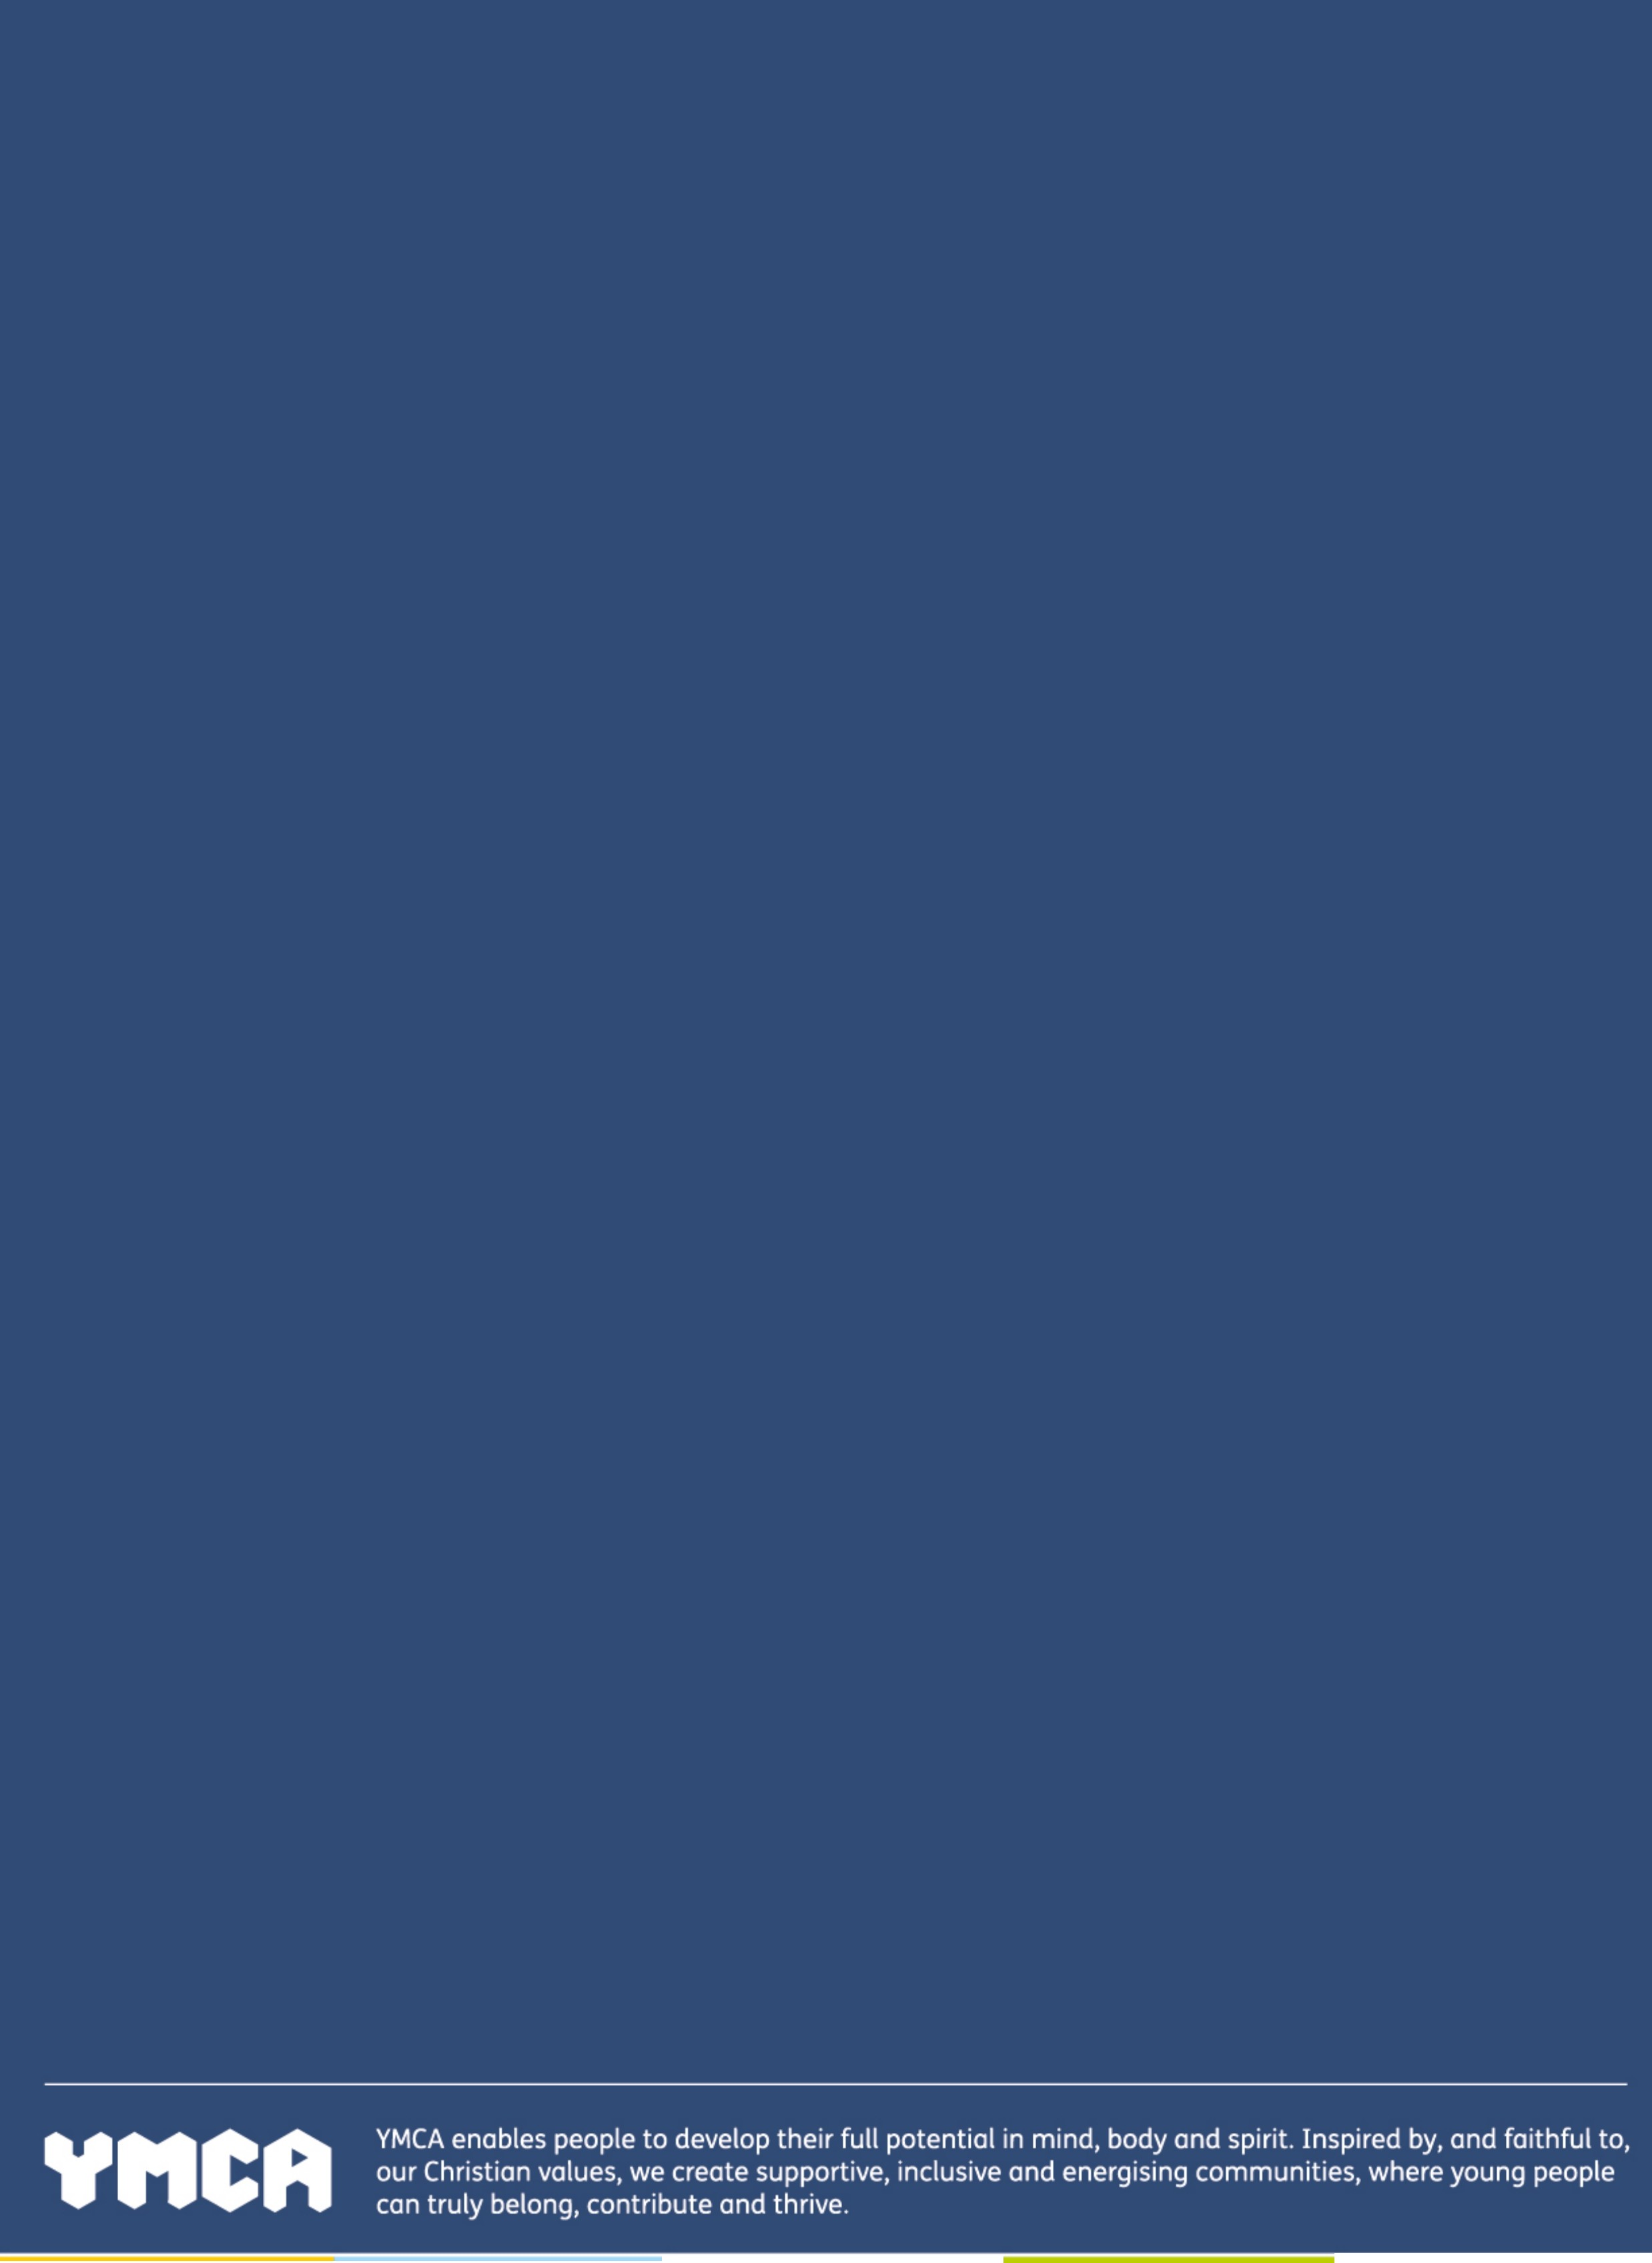 YMCA
YMCA enables people to develop their full potential in mind, body and spirit. Inspired by, and faithful to,
our Christian values, we create supportive, inclusive and energising communities, where young people
can truly belong, contribute and thrive.